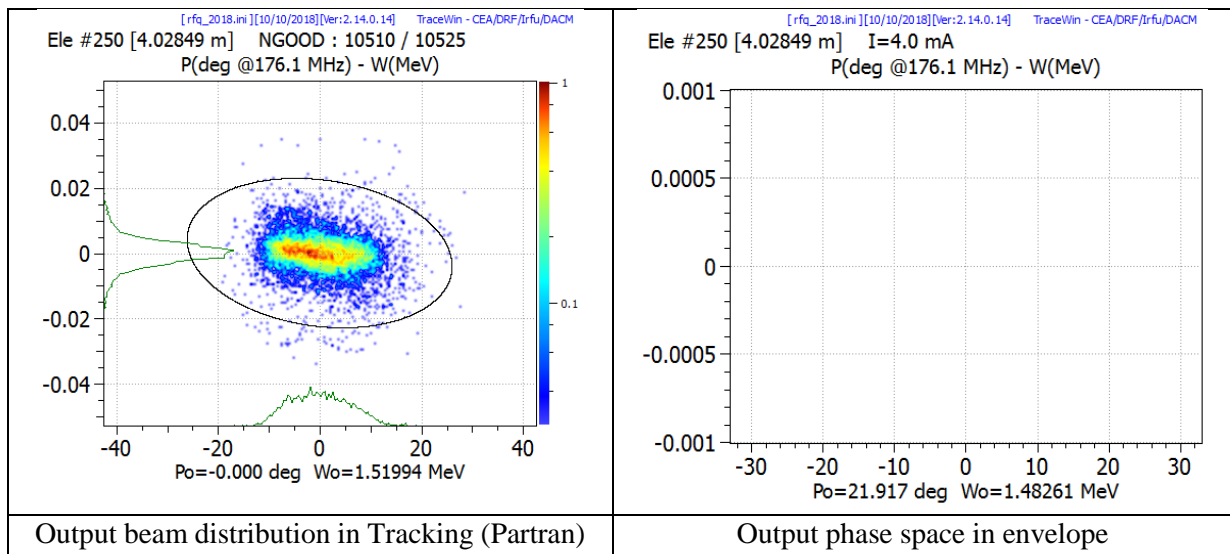 [ rfq_2018.ini ][10/10/2018][Ver:2.14.0.14] TraceWin - CEA/DRF/Irfu/DACM
Ele #250 [4.02849 m] NGOOD : 10510 / 10525
P(deg @176.1 MHz) - W(MeV)
0.04
0.02
0
-0.02
-0.04
-40
-20
0
20
40
1
0.1
Po=-0.000 deg Wo=1.51994 MeV
Output beam distribution in Tracking (Partran)
[ rfq_2018.ini ][10/10/2018][Ver:2.14.0.14] TraceWin - CEA/DRF/Irfu/DACM
Ele #250 [4.02849 m] I=4.0 mA
P(deg @176.1 MHz) - W(MeV)
0.001
0.0005
0
-0.0005
-0.001
-30
-20
-10
0
10
20
30
Po=21.917 deg Wo=1.48261 MeV
Output phase space in envelope